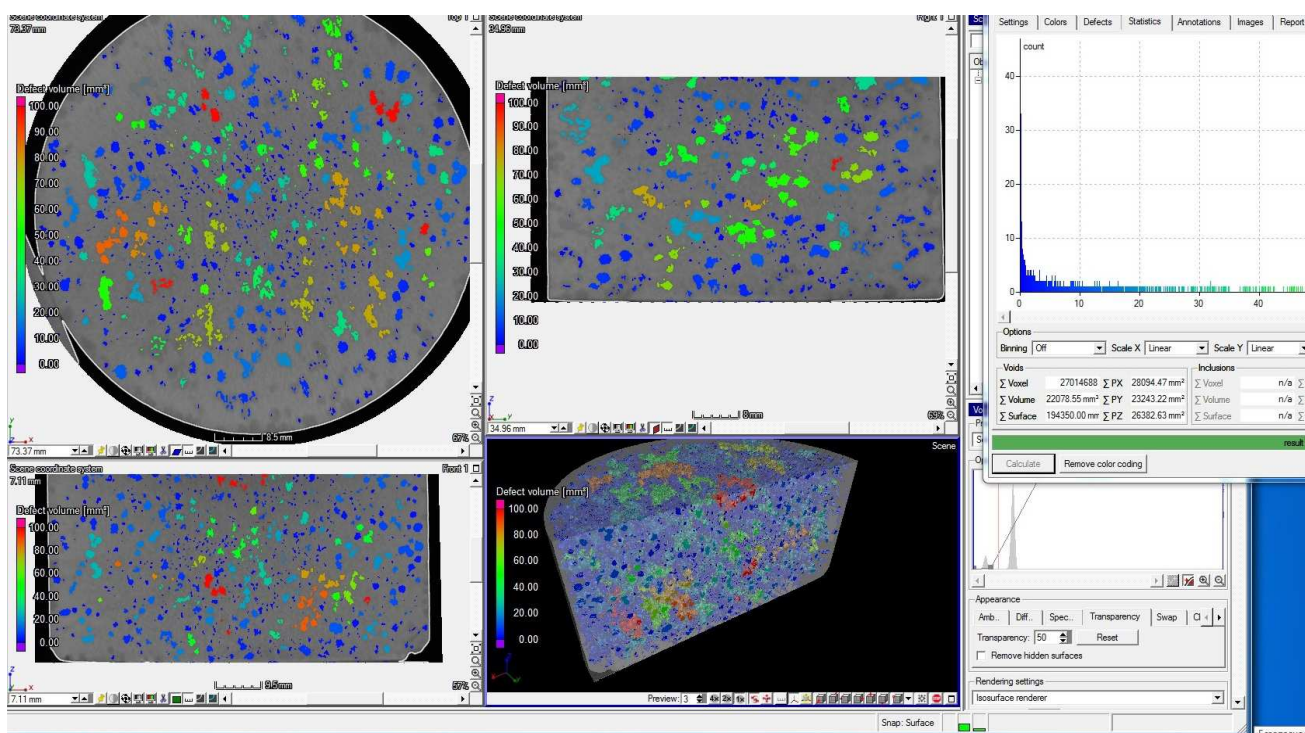 Scene coordinate system
Top 1
73.37 mm
Defect volume [mm³]
100.00
90.00
80.00
70.00
60.00
50.00
40.00
30.00
20.00
10.00
0.00
8.5 mm
73.37 mm
67%
Scene coordinate system
Right 1
34.96 mm
Defect volume [mm³]
100.00
90.00
80.00
70.00
60.00
50.00
40.00
30.00
20.00
10.00
0.00
8 mm
34.96 mm
69%
Scene coordinate system
Front 1
7.11 mm
Defect volume [mm³]
100.00
80.00
60.00
40.00
20.00
0.00
9.5 mm
7.11 mm
57%
Scene
Defect volume [mm³]
100.00
80.00
60.00
40.00
20.00
0.00
Preview: 3
Snap: Surface
Settings Colors Defects Statistics Annotations Images Report
count
40
30
20
10
0
0 10 20 30 40
Options
Binning Off Scale X Linear Scale Y Linear
Voids Inclusions
Σ Voxel 27014688 Σ PX 28094.47 mm² Σ Voxel n/a Σ
Σ Volume 22078.55 mm³ Σ PY 23243.22 mm² Σ Volume n/a Σ
Σ Surface 194350.00 mm Σ PZ 26382.63 mm² Σ Surface n/a Σ
result
Calculate Remove color coding
Appearance
Amb.. Diff.. Spec.. Transparency Swap
Transparency: 50 Reset
Remove hidden surfaces
Rendering settings
Isosurface renderer